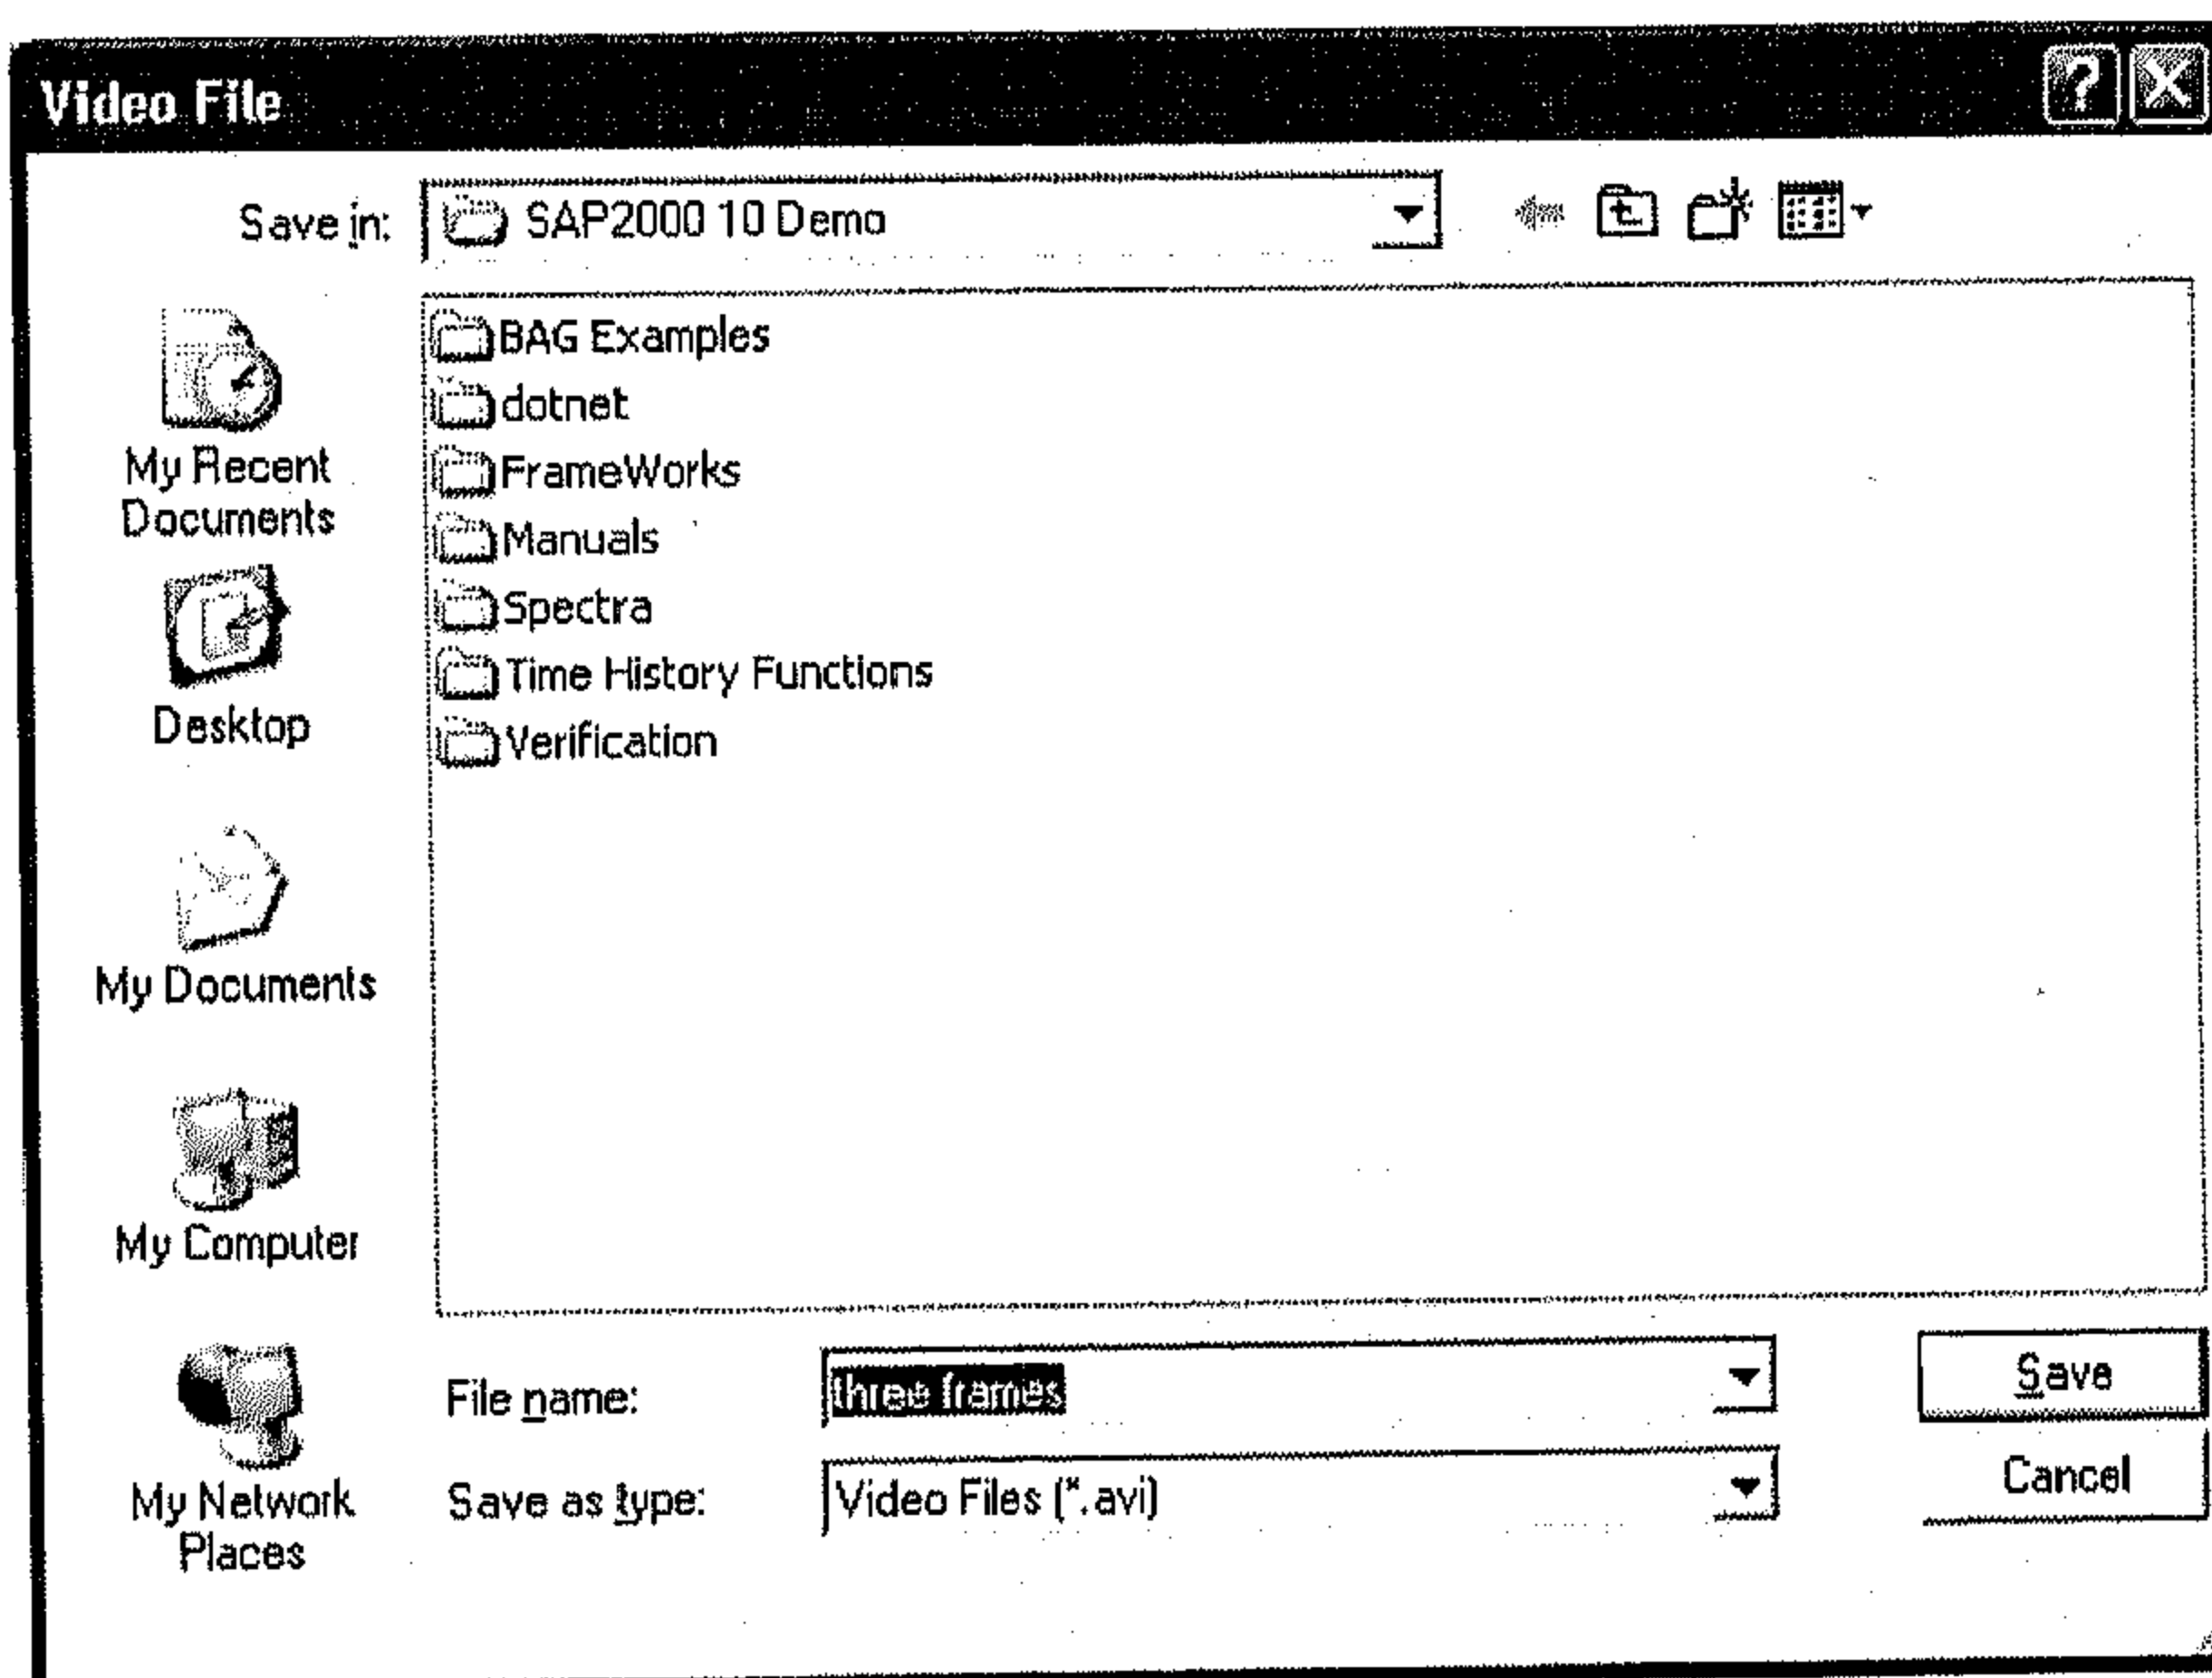 Video File
Save in: SAP2000 10 Demo
My Recent
Documents
Desktop
My Documents
My Computer
My Network
Places
BAG Examples
dotnet
FrameWorks
Manuals
Spectra
Time History Functions
Verification
File name: three frames
Save
Save as type: Video Files (*.avi)
Cancel